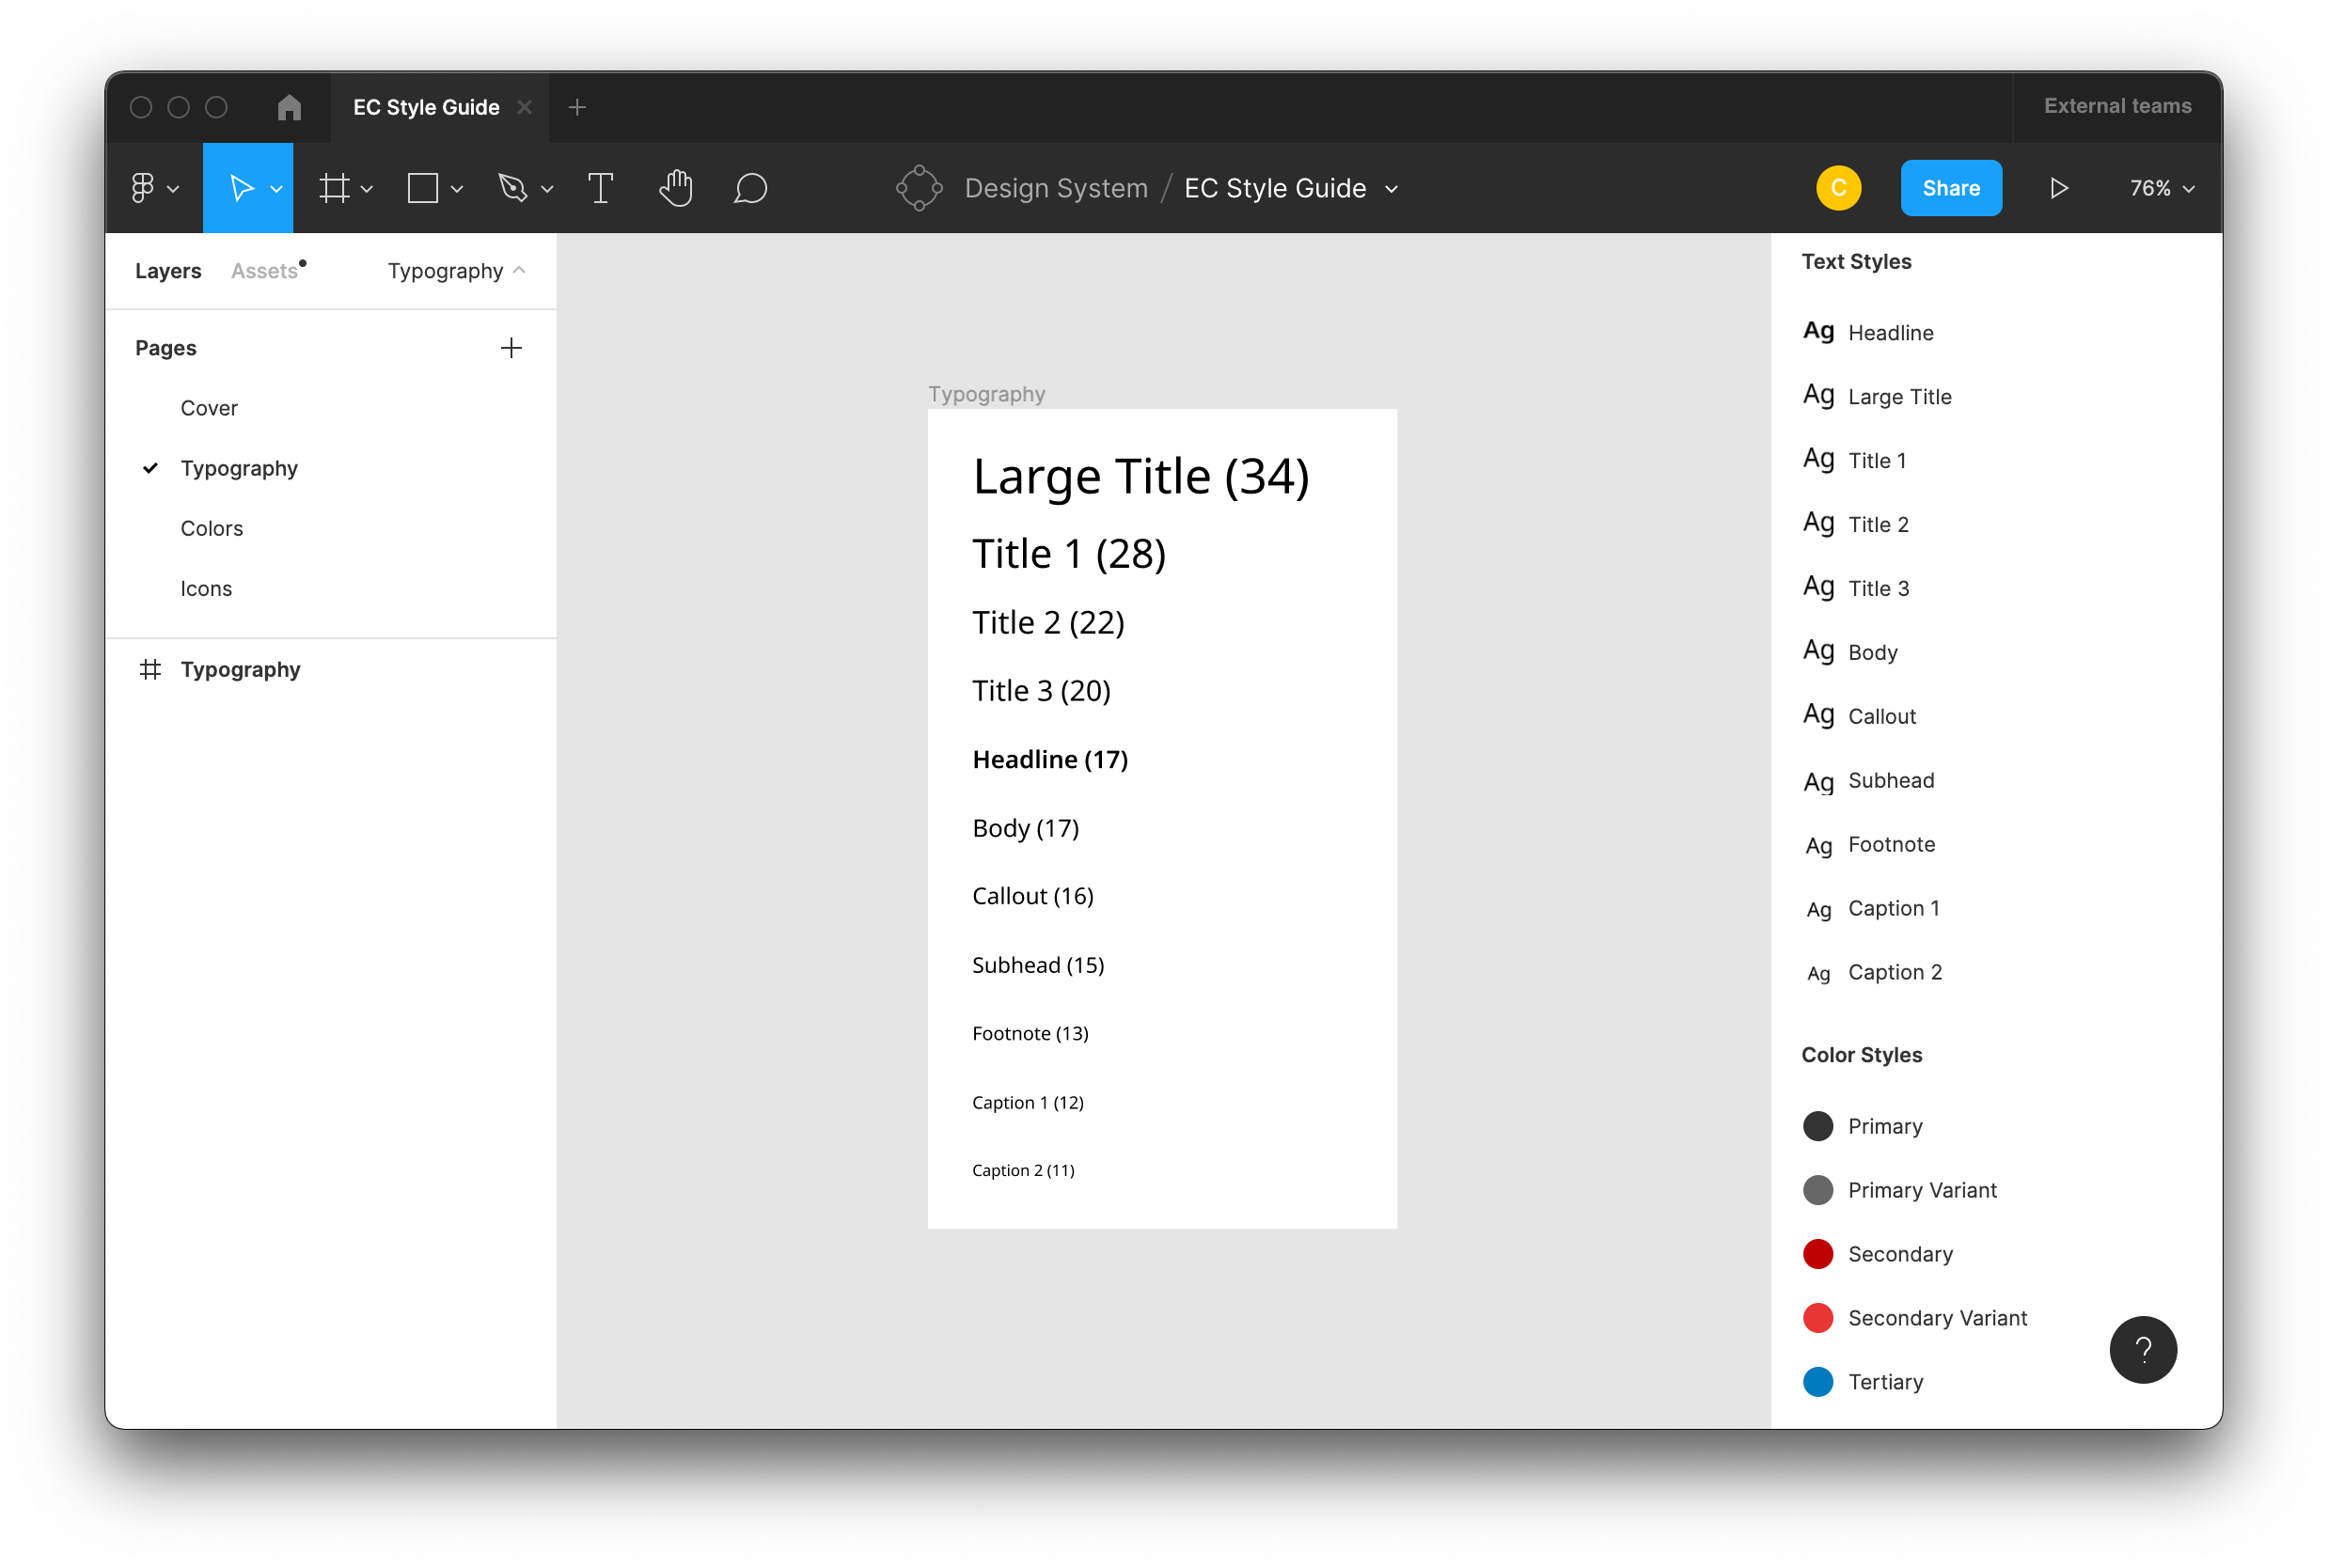 EC Style Guide
External teams
Design System / EC Style Guide
C
Share
76%
Layers
Assets
Typography
Pages
Cover
Typography
Colors
Icons
Typography
Typography
Large Title (34)
Title 1 (28)
Title 2 (22)
Title 3 (20)
Headline (17)
Body (17)
Callout (16)
Subhead (15)
Footnote (13)
Caption 1 (12)
Caption 2 (11)
Text Styles
Ag Headline
Ag Large Title
Ag Title 1
Ag Title 2
Ag Title 3
Ag Body
Ag Callout
Ag Subhead
Ag Footnote
Ag Caption 1
Ag Caption 2
Color Styles
Primary
Primary Variant
Secondary
Secondary Variant
Tertiary
?